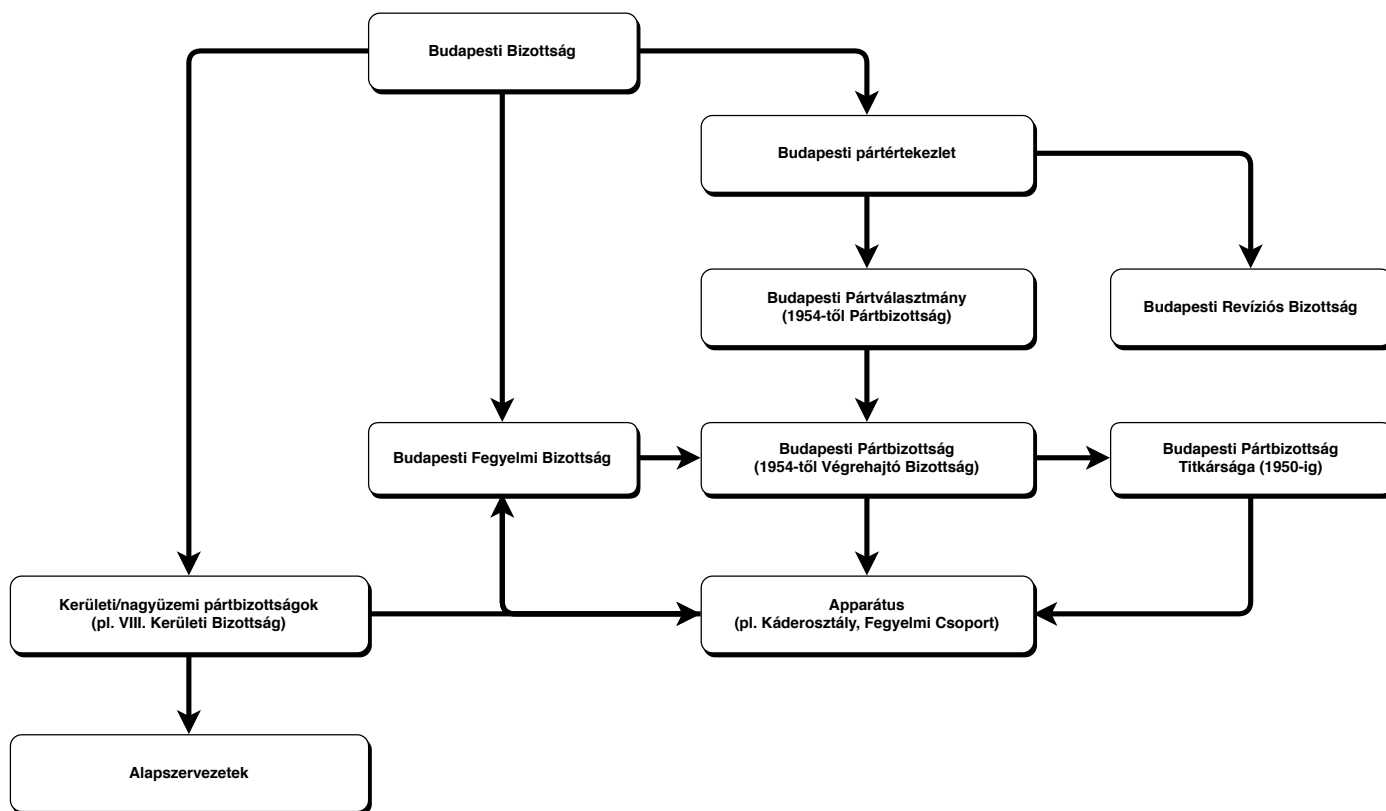 Budapesti Bizottság
Budapesti pártértekezlet
Budapesti Pártválasztmány
(1954-től Pártbizottság)
Budapesti Revíziós Bizottság
Budapesti Fegyelmi Bizottság
Budapesti Pártbizottság
(1954-től Végrehajtó Bizottság)
Budapesti Pártbizottság
Titkársága (1950-ig)
Kerületi/nagyüzemi pártbizottságok
(pl. VIII. Kerületi Bizottság)
Apparátus
(pl. Káderosztály, Fegyelmi Csoport)
Alapszervezetek